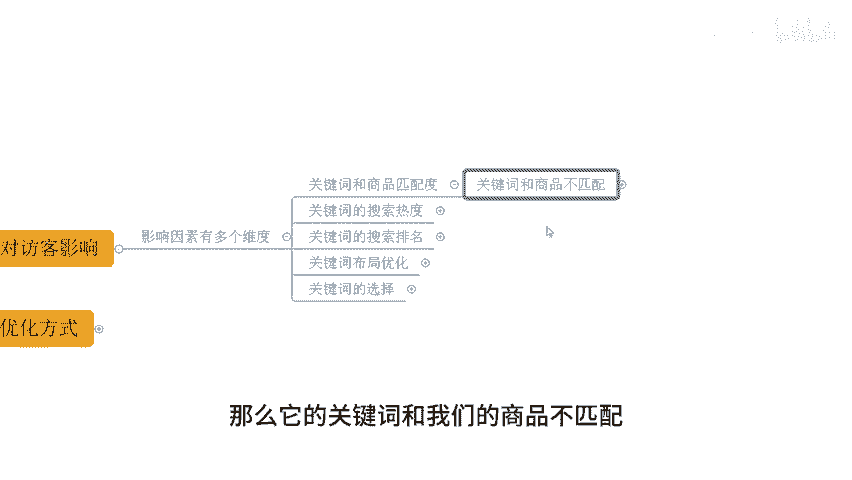 关键词和商品匹配度
关键词和商品不匹配
关键词的搜索热度
对访客影响
影响因素有多个维度
关键词的搜索排名
关键词布局优化
关键词的选择
优化方式
那么它的关键词和我们的商品不匹配